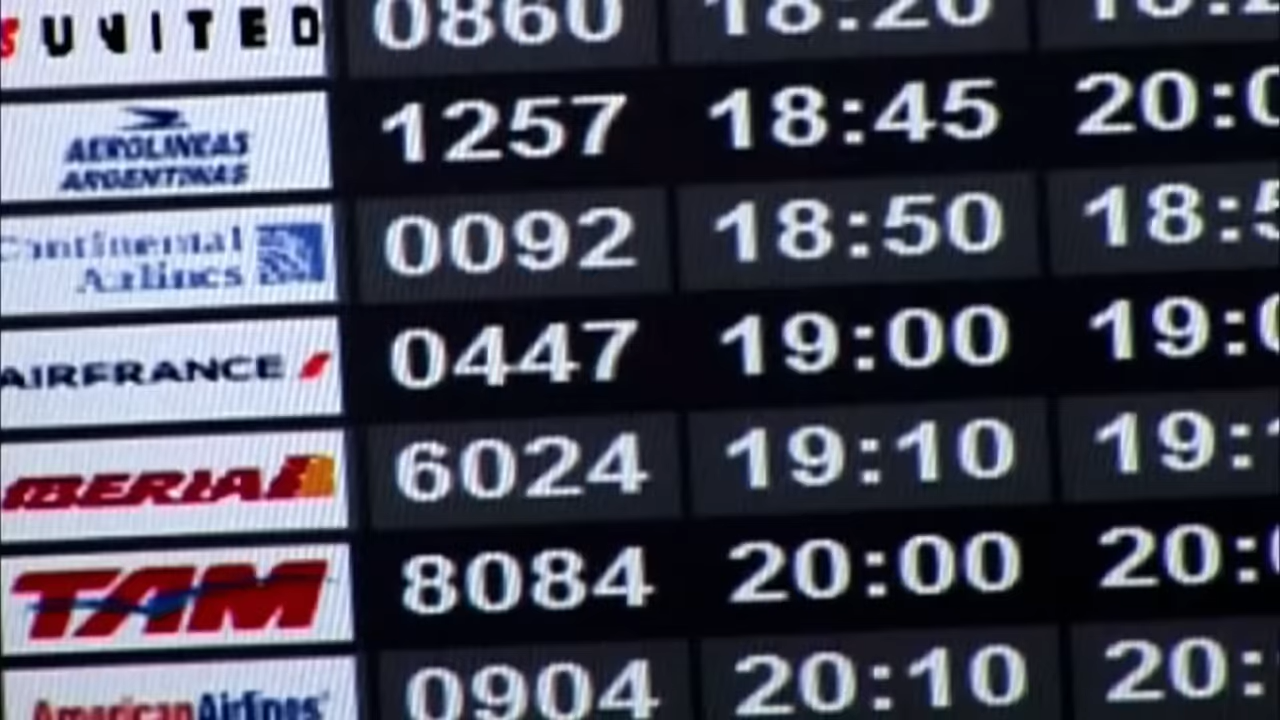 UNITED 0860 18:20
AEROLINEAS
ARGENTINAS 1257 18:45 20:0
Continental
Airlines 0092 18:50 18:5
AIRFRANCE 0447 19:00 19:0
IBERIA 6024 19:10 19:1
TAM 8084 20:00 20:0
AmericanAirlines 0904 20:10 20: